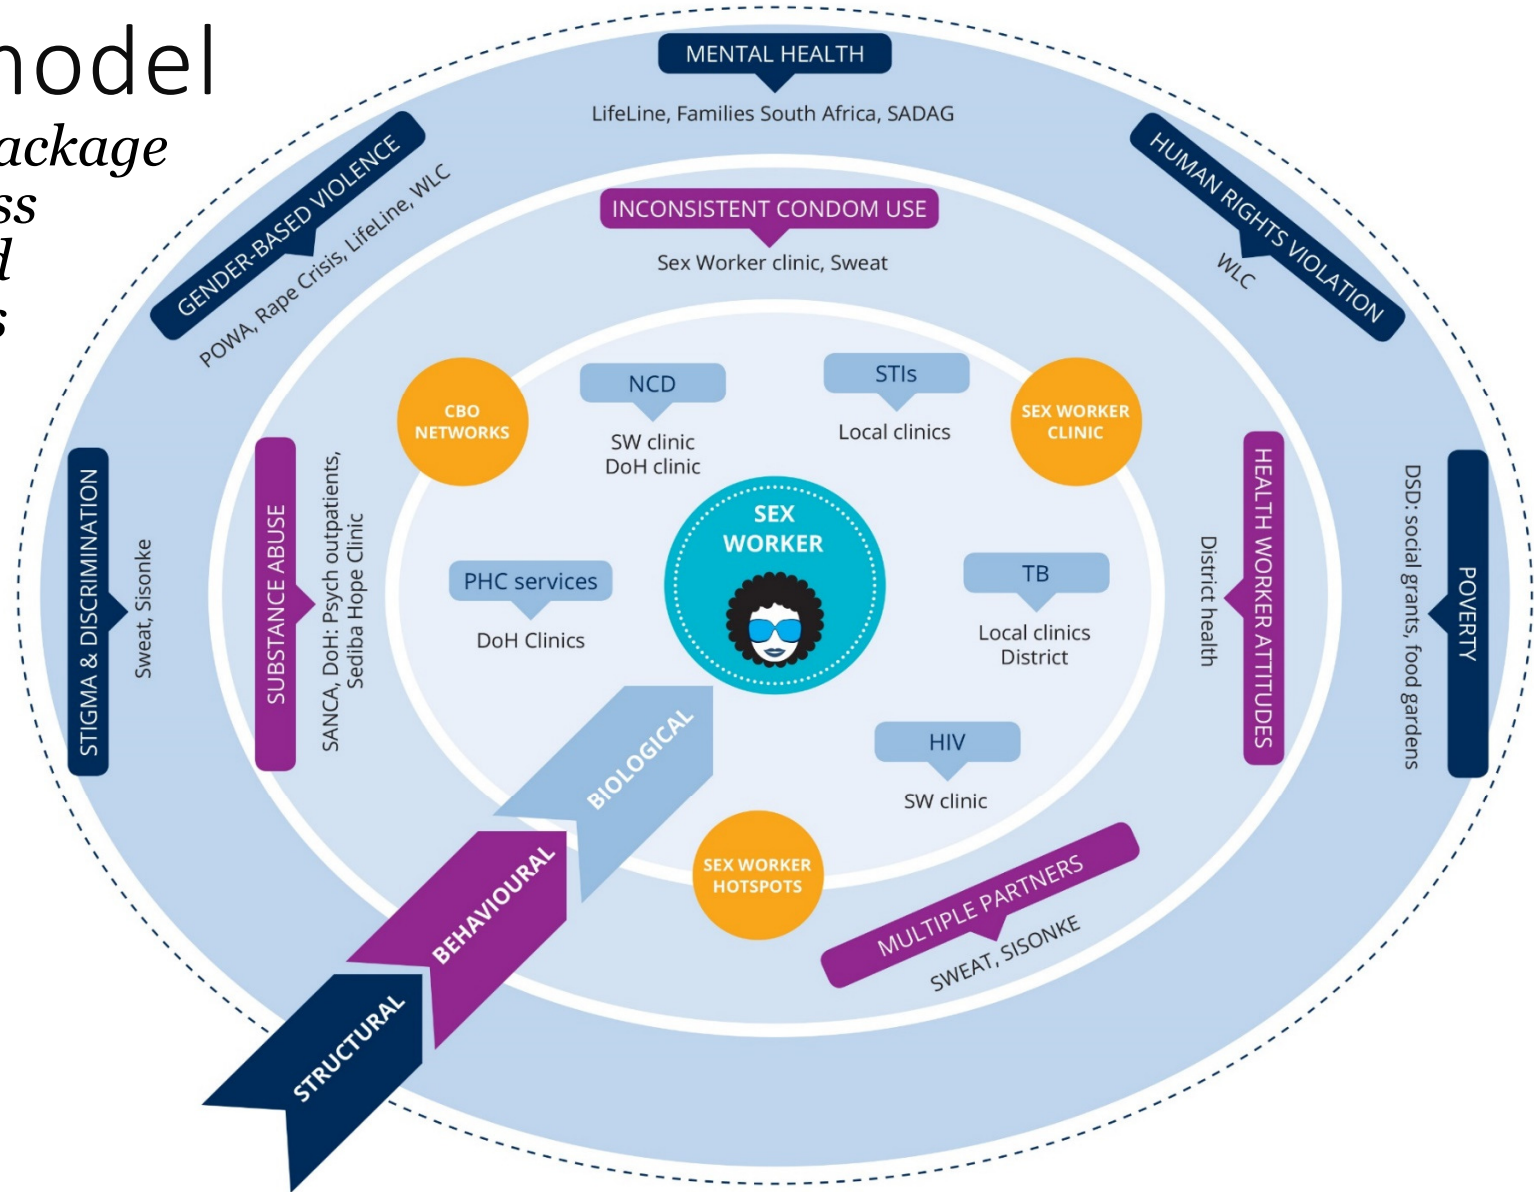 nodel
ackage
ss
d
s
MENTAL HEALTH
LifeLine, Families South Africa, SADAG
GENDER-BASED VIOLENCE
POWA, Rape Crisis, LifeLine, WLC
HUMAN RIGHTS VIOLATION
WLC
INCONSISTENT CONDOM USE
Sex Worker clinic, Sweat
CBO
NETWORKS
NCD
SW clinic
DoH clinic
STIs
Local clinics
SEX WORKER
CLINIC
STIGMA & DISCRIMINATION
Sweat, Sisonke
SUBSTANCE ABUSE
SANCA, DoH: Psych outpatients,
Sediba Hope Clinic
PHC services
DoH Clinics
SEX
WORKER
TB
Local clinics
District
HEALTH WORKER ATTITUDES
District health
POVERTY
DSD: social grants, food gardens
HIV
SW clinic
BIOLOGICAL
BEHAVIOURAL
STRUCTURAL
SEX WORKER
HOTSPOTS
MULTIPLE PARTNERS
SWEAT, SISONKE